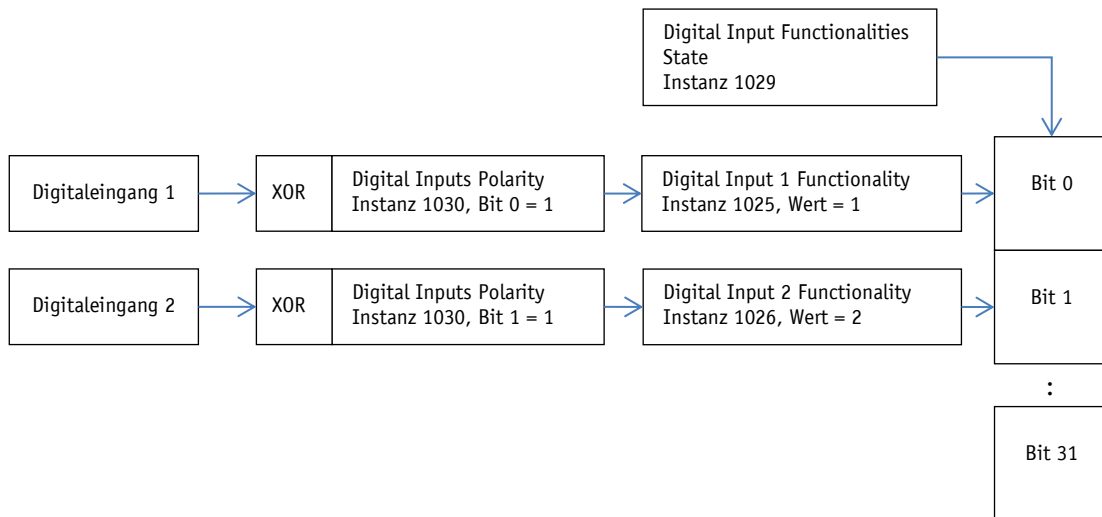 Digital Input Functionalities
State
Instanz 1029
Digitaleingang 1
XOR
Digital Inputs Polarity
Instanz 1030, Bit 0 = 1
Digital Input 1 Functionality
Instanz 1025, Wert = 1
Bit 0
Digitaleingang 2
XOR
Digital Inputs Polarity
Instanz 1030, Bit 1 = 1
Digital Input 2 Functionality
Instanz 1026, Wert = 2
Bit 1
:
Bit 31